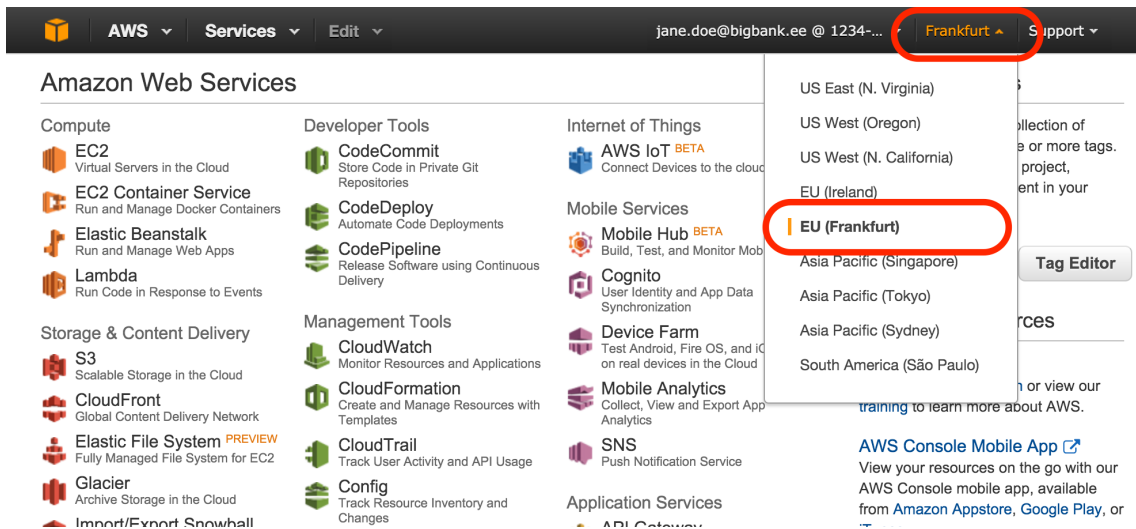 AWS Services Edit jane.doe@bigbank.ee @ 1234-... Frankfurt Support
Amazon Web Services
Compute
EC2
Virtual Servers in the Cloud
EC2 Container Service
Run and Manage Docker Containers
Elastic Beanstalk
Run and Manage Web Apps
Lambda
Run Code in Response to Events
Storage & Content Delivery
S3
Scalable Storage in the Cloud
CloudFront
Global Content Delivery Network
Elastic File System PREVIEW
Fully Managed File System for EC2
Glacier
Archive Storage in the Cloud
Import/Export Snowball
Developer Tools
CodeCommit
Store Code in Private Git
Repositories
CodeDeploy
Automate Code Deployments
CodePipeline
Release Software using Continuous
Delivery
Management Tools
CloudWatch
Monitor Resources and Applications
CloudFormation
Create and Manage Resources with
Templates
CloudTrail
Track User Activity and API Usage
Config
Track Resource Inventory and
Changes
Internet of Things
AWS IoT BETA
Connect Devices to the cloud
Mobile Services
Mobile Hub BETA
Build, Test, and Monitor Mob
Cognito
User Identity and App Data
Synchronization
Device Farm
Test Android, Fire OS, and iO
on real devices in the Cloud
Mobile Analytics
Collect, View and Export App
Analytics
SNS
Push Notification Service
Application Services
API Gateway
US East (N. Virginia)
US West (Oregon)
US West (N. California)
EU (Ireland)
EU (Frankfurt)
Asia Pacific (Singapore)
Asia Pacific (Tokyo)
Asia Pacific (Sydney)
South America (São Paulo)
ollection of
e or more tags.
project,
ent in your
Tag Editor
rces
or view our
training to learn more about AWS.
AWS Console Mobile App
View your resources on the go with our
AWS Console mobile app, available
from Amazon Appstore, Google Play, or